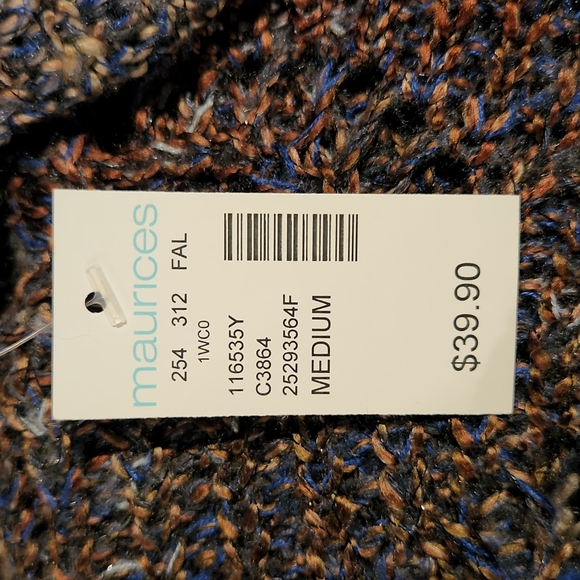 maurices
254 312 FAL
1WC0
116535Y
C3864
25293564F
MEDIUM
$39.90